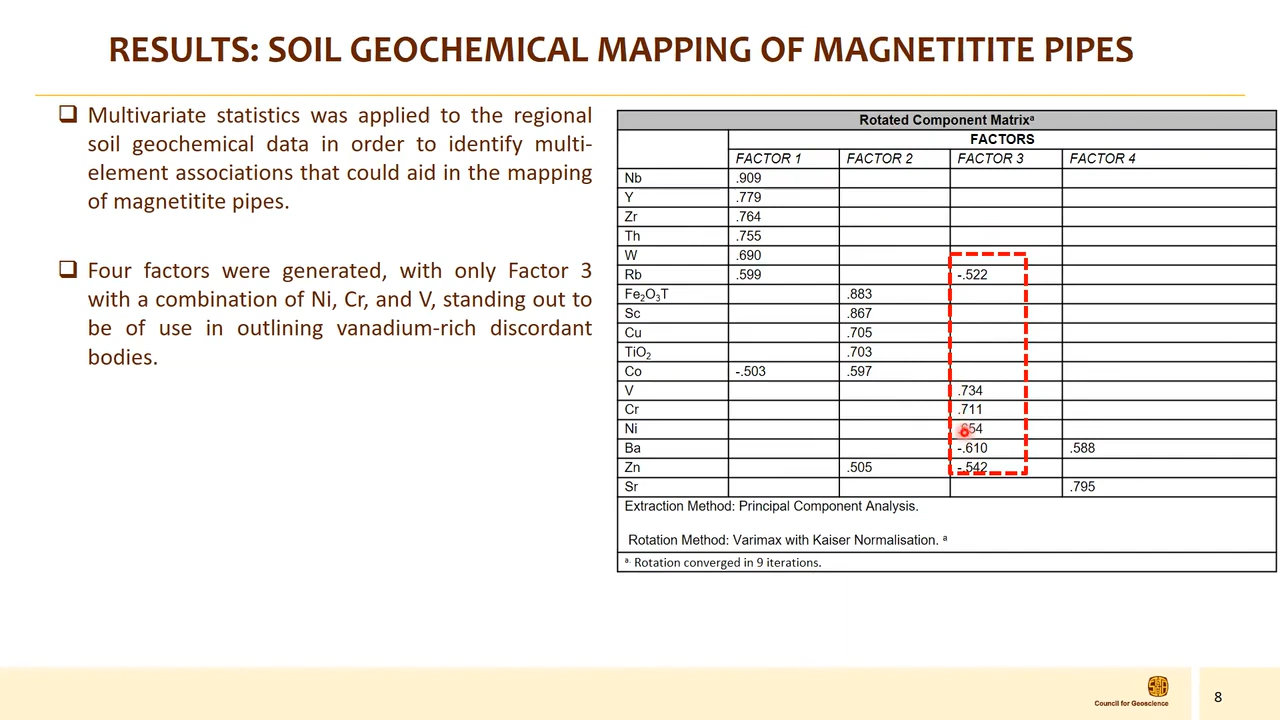 RESULTS: SOIL GEOCHEMICAL MAPPING OF MAGNETITITE PIPES
❑ Multivariate statistics was applied to the regional
soil geochemical data in order to identify multi-
element associations that could aid in the mapping
of magnetitite pipes.
❑ Four factors were generated, with only Factor 3
with a combination of Ni, Cr, and V, standing out to
be of use in outlining vanadium-rich discordant
bodies.
Rotated Component Matrixᵃ
FACTORS
FACTOR 1 FACTOR 2 FACTOR 3 FACTOR 4
Nb .909
Y .779
Zr .764
Th .755
W .690
Rb .599 -.522
Fe₂O₃T .883
Sc .867
Cu .705
TiO₂ .703
Co -.503 .597
V .734
Cr .711
Ni
Ba -.610 .588
Zn .505 -.542
Sr .795
Extraction Method: Principal Component Analysis.
Rotation Method: Varimax with Kaiser Normalisation. ᵃ
ᵃ· Rotation converged in 9 iterations.
Council for Geoscience
8